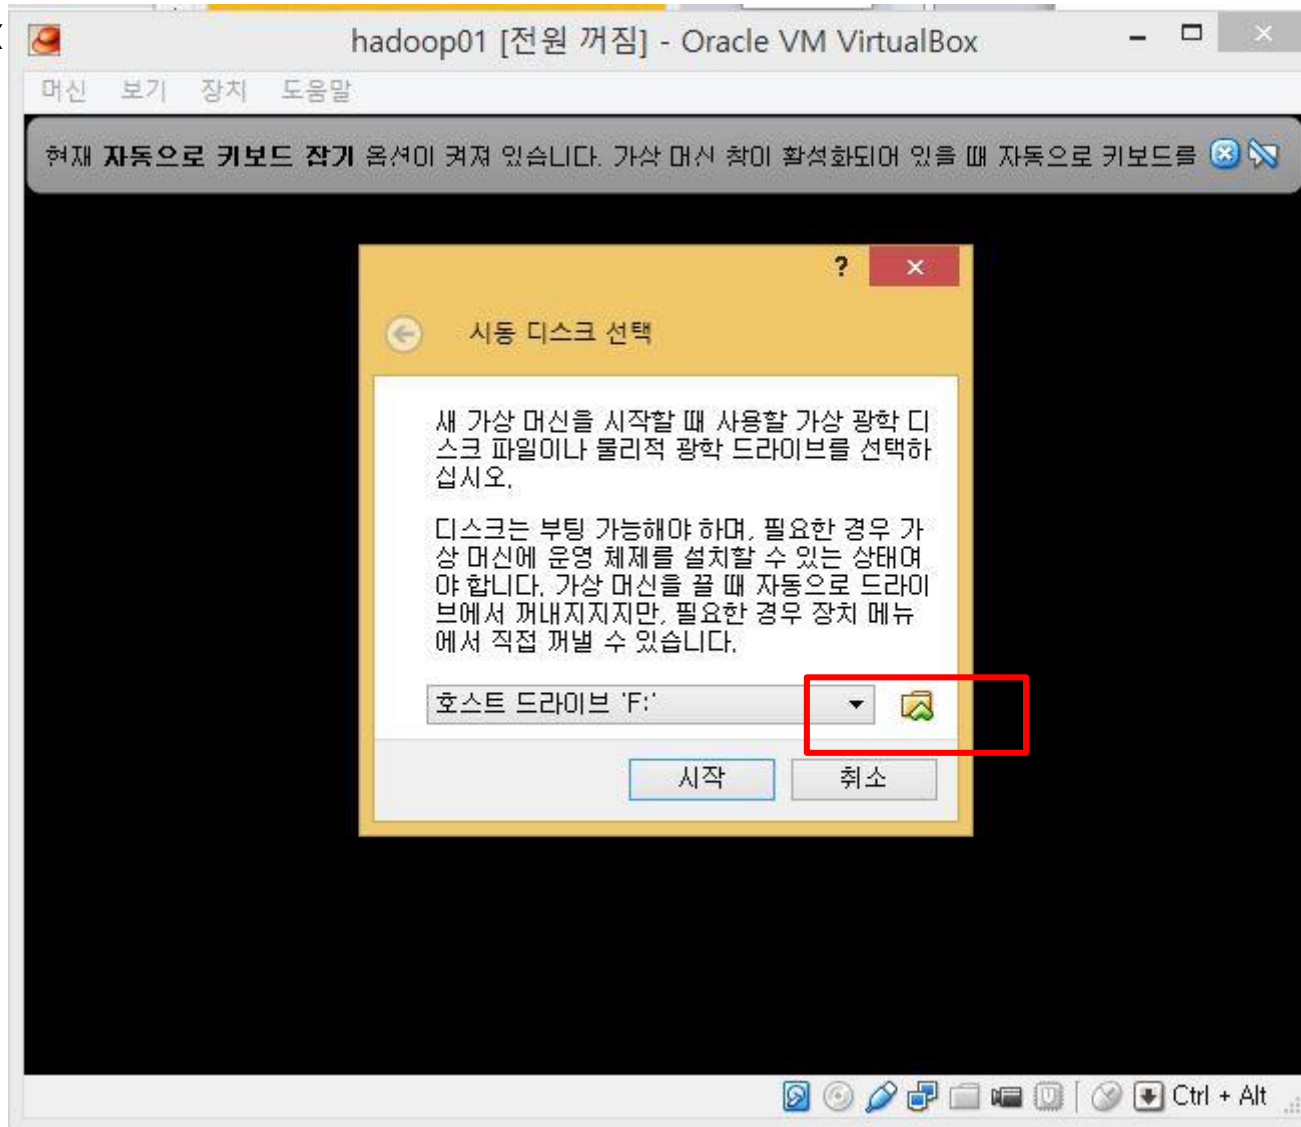 hadoop01 [전원 꺼짐] - Oracle VM VirtualBox
머신 보기 장치 도움말
현재 자동으로 키보드 잡기 옵션이 켜져 있습니다. 가상 머신 창이 활성화되어 있을 때 자동으로 키보드를
?
시동 디스크 선택
새 가상 머신을 시작할 때 사용할 가상 광학 디
스크 파일이나 물리적 광학 드라이브를 선택하
십시오.
디스크는 부팅 가능해야 하며, 필요한 경우 가
상 머신에 운영 체제를 설치할 수 있는 상태여
야 합니다. 가상 머신을 끌 때 자동으로 드라이
브에서 꺼내지지지만, 필요한 경우 장치 메뉴
에서 직접 꺼낼 수 있습니다.
호스트 드라이브 'F:'
시작 취소
Ctrl + Alt